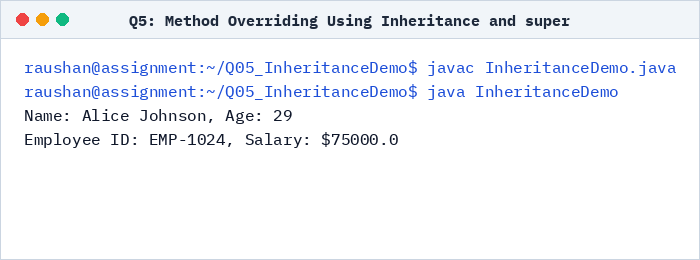 Q5: Method Overriding Using Inheritance and super
raushan@assignment:~/Q05_InheritanceDemo$ javac InheritanceDemo.java
raushan@assignment:~/Q05_InheritanceDemo$ java InheritanceDemo
Name: Alice Johnson, Age: 29
Employee ID: EMP-1024, Salary: $75000.0